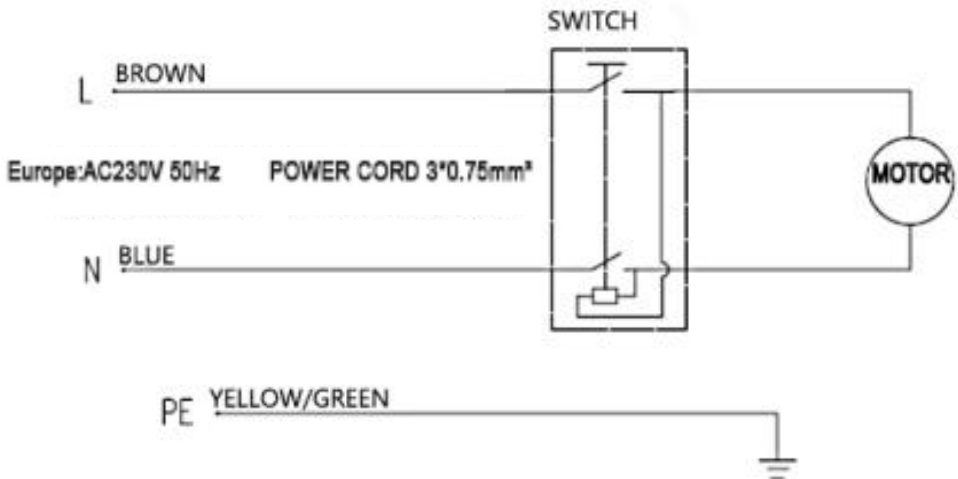 SWITCH
L BROWN
Europe:AC230V 50Hz POWER CORD 3*0.75mm²
MOTOR
N BLUE
PE YELLOW/GREEN